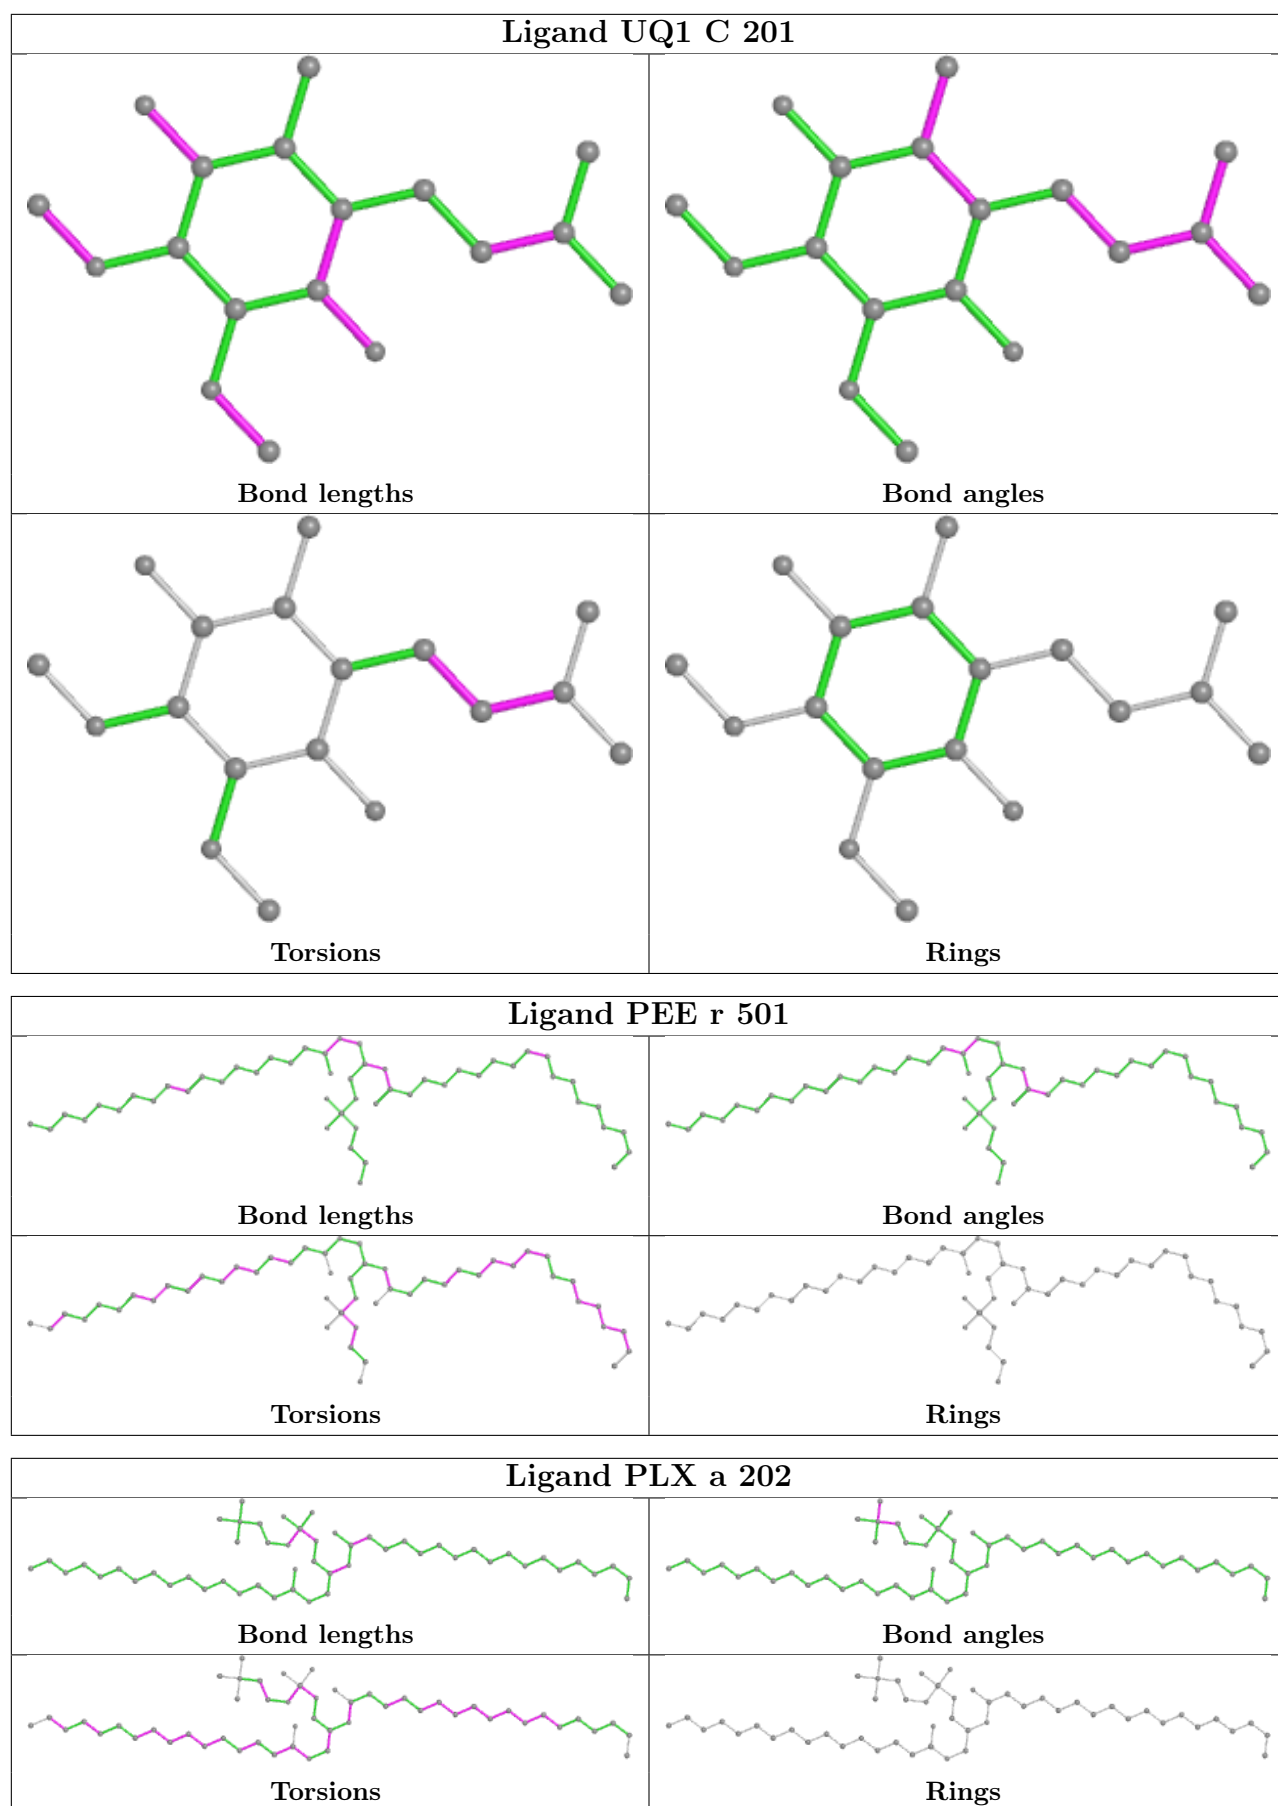 Ligand UQ1 C 201
Bond lengths
Bond angles
Torsions
Rings
Ligand PEE r 501
Bond lengths
Bond angles
Torsions
Rings
Ligand PLX a 202
Bond lengths
Bond angles
Torsions
Rings